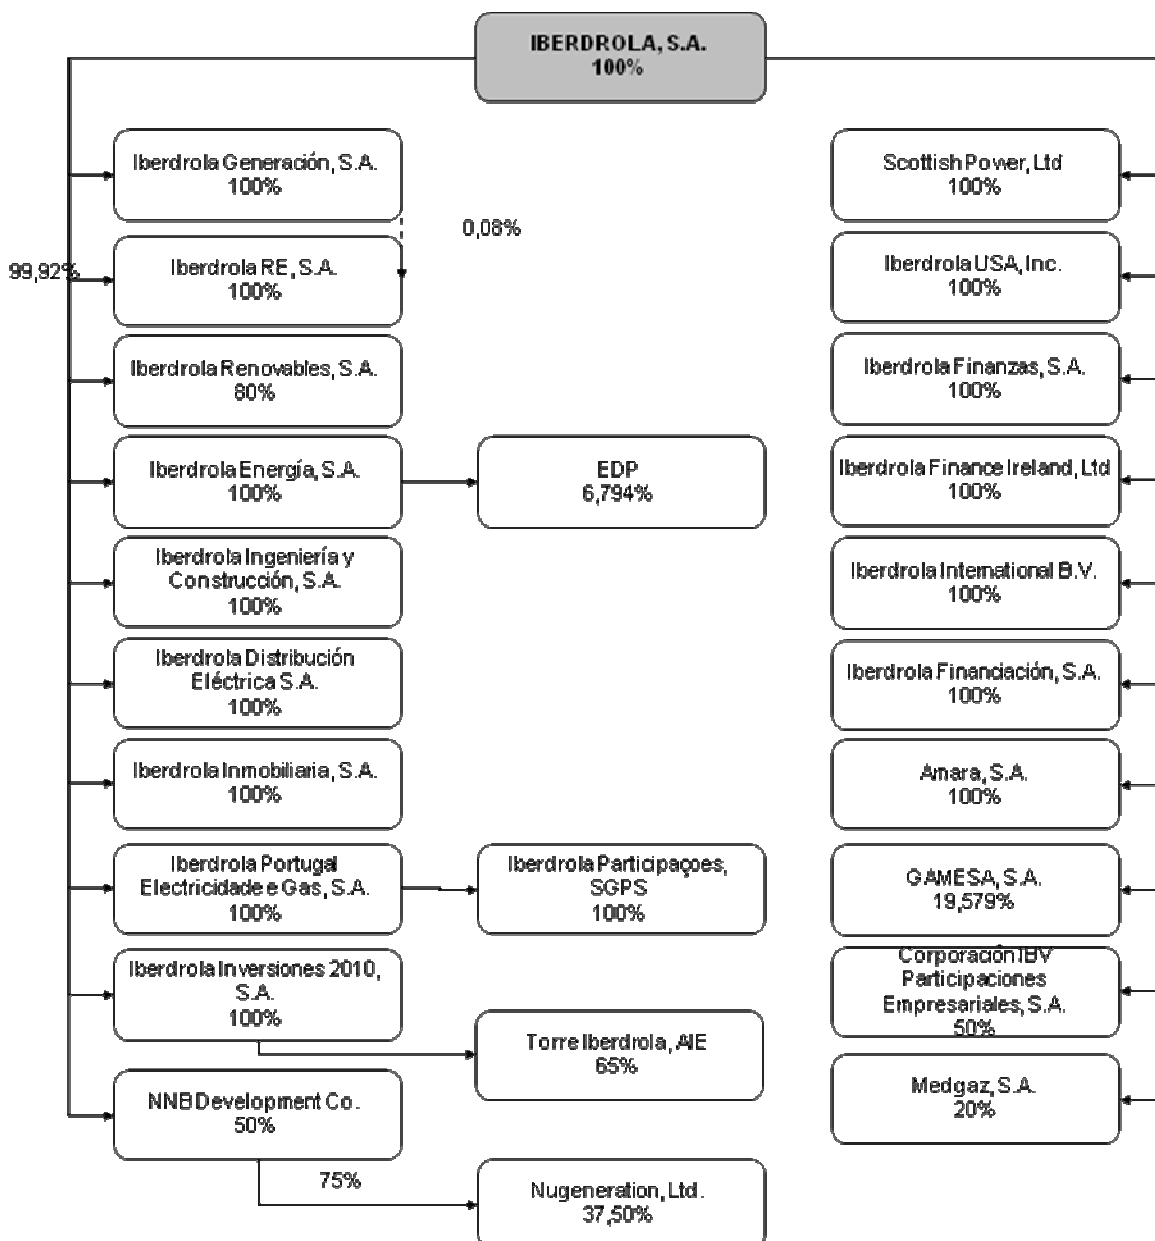 IBERDROLA, S.A.
100%
Iberdrola Generación, S.A.
100%
0,08%
99,92%
Iberdrola RE, S.A.
100%
Iberdrola Renovables, S.A.
80%
Iberdrola Energía, S.A.
100%
EDP
6,794%
Iberdrola Ingeniería y
Construcción, S.A.
100%
Iberdrola Distribución
Eléctrica S.A.
100%
Iberdrola Inmobiliaria, S.A.
100%
Iberdrola Portugal
Electricidade e Gas, S.A.
100%
Iberdrola Participaçoes,
SGPS
100%
Iberdrola Inversiones 2010,
S.A.
100%
Torre Iberdrola, AIE
65%
NNB Development Co.
50%
75%
Nugeneration, Ltd.
37,50%
Scottish Power, Ltd
100%
Iberdrola USA, Inc.
100%
Iberdrola Finanzas, S.A.
100%
Iberdrola Finance Ireland, Ltd
100%
Iberdrola International B.V.
100%
Iberdrola Financiación, S.A.
100%
Amara, S.A.
100%
GAMESA, S.A.
19,579%
Corporación IBV
Participaciones
Empresariales, S.A.
50%
Medgaz, S.A.
20%